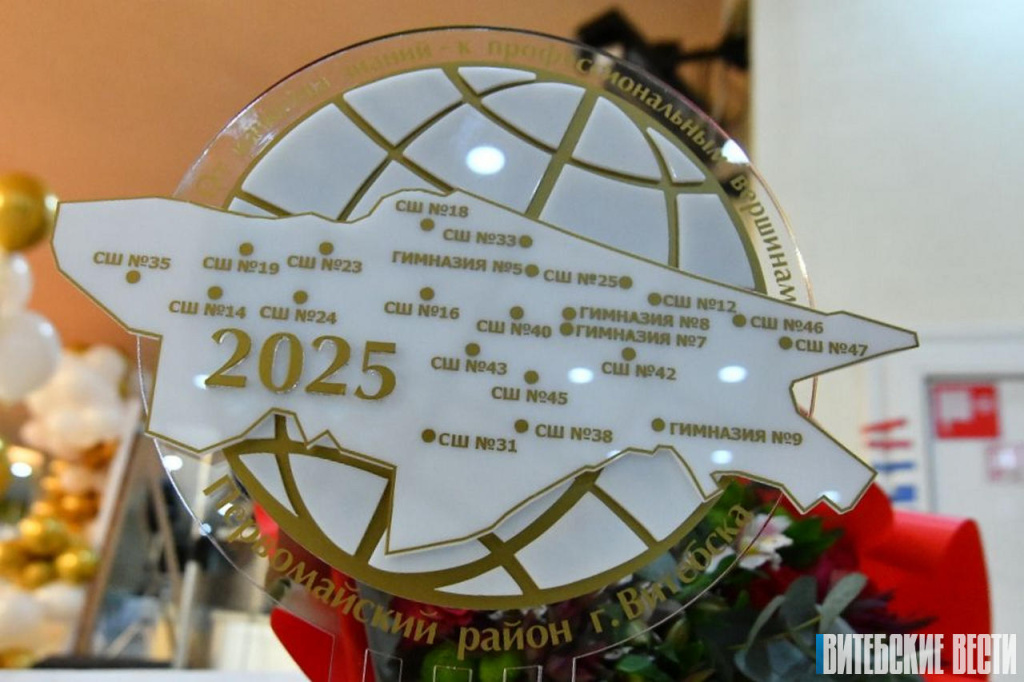 знаний - к профессиональным вершинам
СШ №18
СШ №33
СШ №35
СШ №19
СШ №23
ГИМНАЗИЯ №5
СШ №25
СШ №14
СШ №24
СШ №16
СШ №12
СШ №40
ГИМНАЗИЯ №8
ГИМНАЗИЯ №7
СШ №46
СШ №47
2025
СШ №43
СШ №42
СШ №45
СШ №31
СШ №38
ГИМНАЗИЯ №9
Первомайский район г. Витебска
ВИТЕБСКИЕ ВЕСТИ